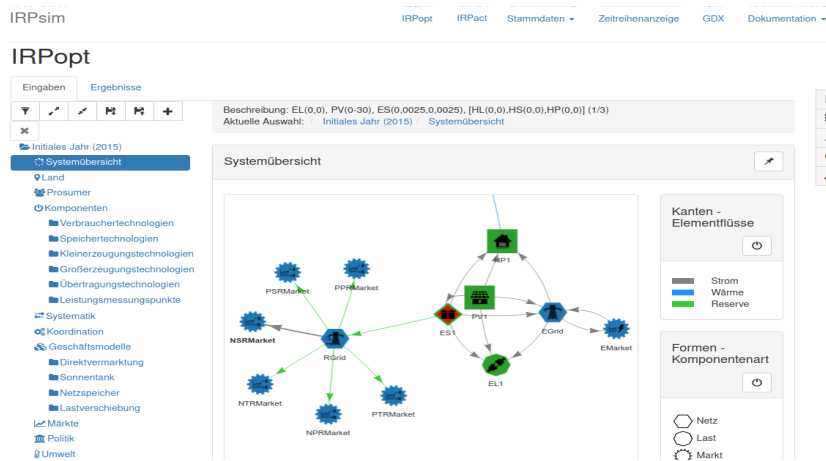 IRPsim
IRPopt IRPact Stammdaten Zeitreihenanzeige GDX Dokumentation
IRPopt
Eingaben Ergebnisse
Beschreibung: EL(0,0), PV(0-30), ES(0,0025,0,0025), [HL(0,0),HS(0,0),HP(0,0)] (1/3)
Aktuelle Auswahl: / Initiales Jahr (2015) / Systemübersicht
Initiales Jahr (2015)
Systemübersicht
Land
Prosumer
Komponenten
Verbrauchertechnologien
Speichertechnologien
Kleinerzeugungstechnologien
Großerzeugungstechnologien
Übertragungstechnologien
Leistungsmessungspunkte
Systematik
Koordination
Geschäftsmodelle
Direktvermarktung
Sonnentank
Netzspeicher
Lastverschiebung
Märkte
Politik
Umwelt
Systemübersicht
PSRMarket
PPRMarket
NSRMarket
RGrid
NTRMarket
NPRMarket
PTRMarket
PV1
ES1
EGrid
EMarket
EL1
Kanten -
Elementflüsse
Strom
Wärme
Reserve
Formen -
Komponentenart
Netz
Last
Markt